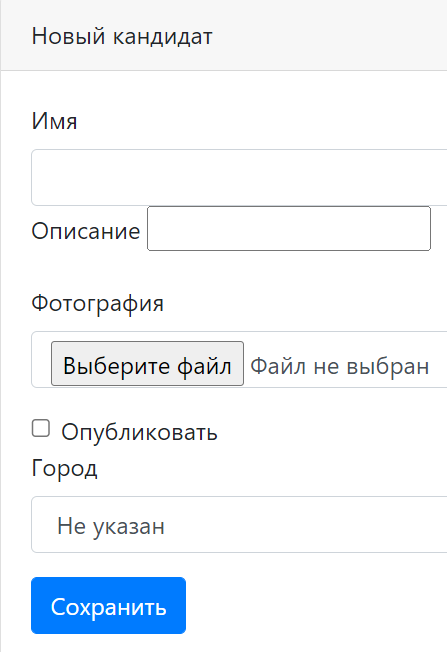 Новый кандидат
Имя
Описание
Фотография
Выберите файл Файл не выбран
Опубликовать
Город
Не указан
Сохранить